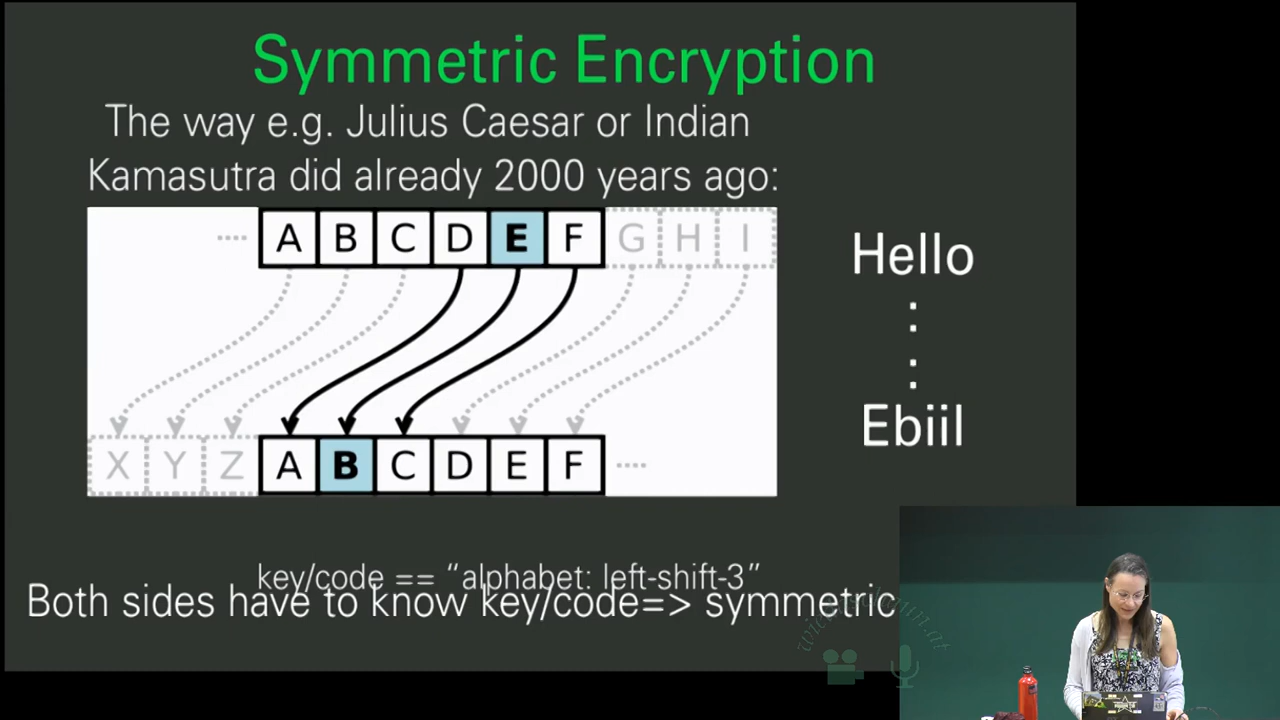 Symmetric Encryption
The way e.g. Julius Caesar or Indian
Kamasutra did already 2000 years ago:
.... A B C D E F G H I
Hello
:
:
Ebiil
X Y Z A B C D E F ....
key/code == “alphabet: left-shift-3”
Both sides have to know key/code=> symmetric